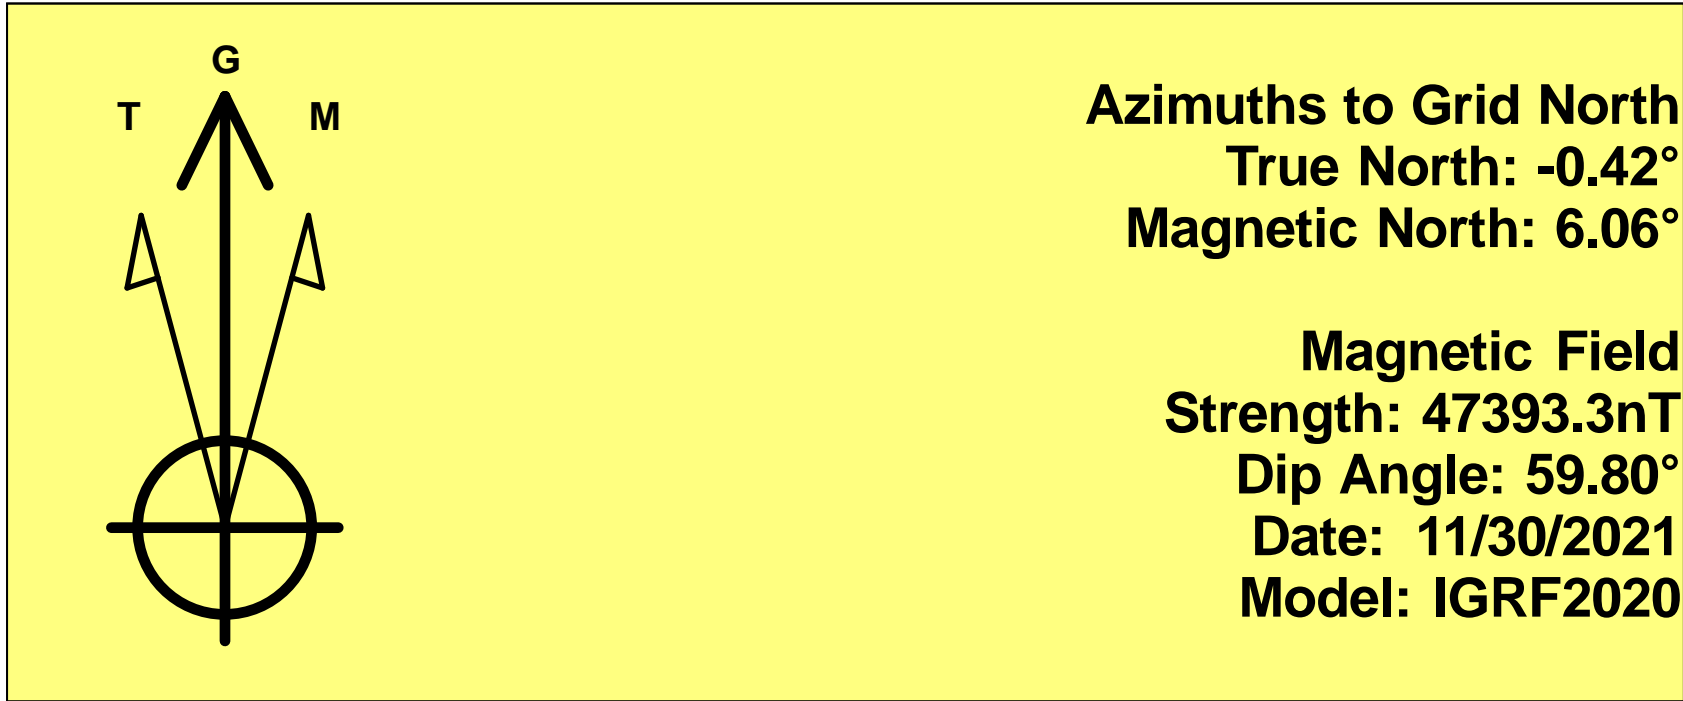 G
T M
Azimuths to Grid North
True North: -0.42°
Magnetic North: 6.06°
Magnetic Field
Strength: 47393.3nT
Dip Angle: 59.80°
Date: 11/30/2021
Model: IGRF2020